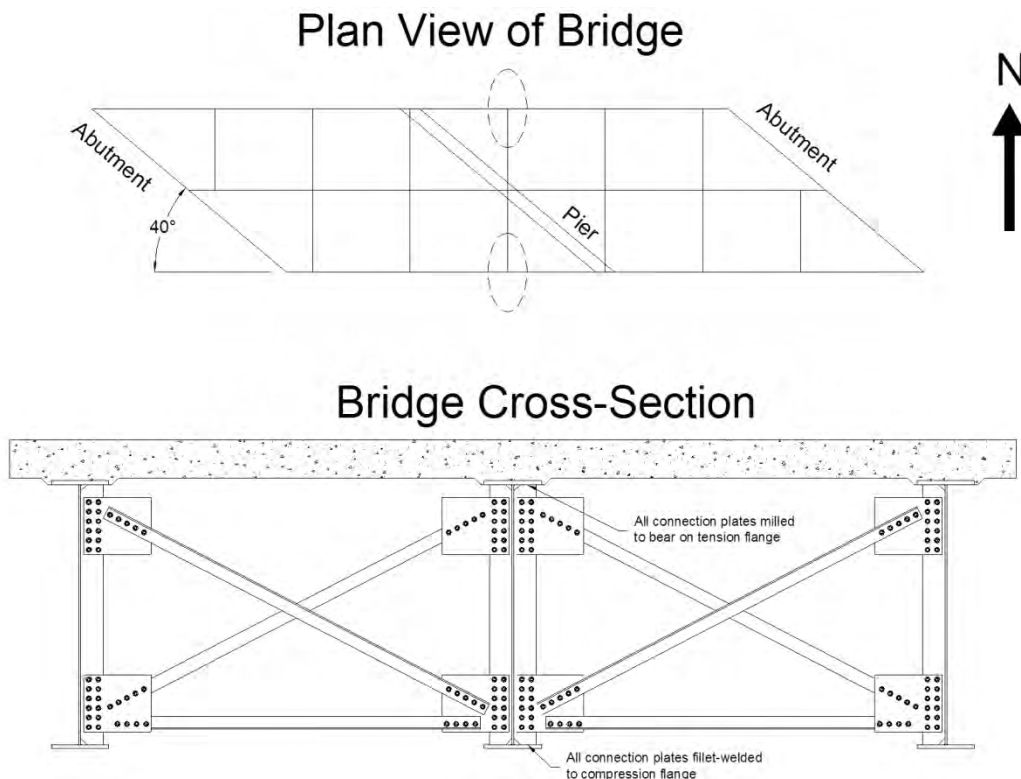 Plan View of Bridge
N
Abutment
Abutment
40°
Pier
Bridge Cross-Section
All connection plates milled
to bear on tension flange
All connection plates fillet-welded
to compression flange